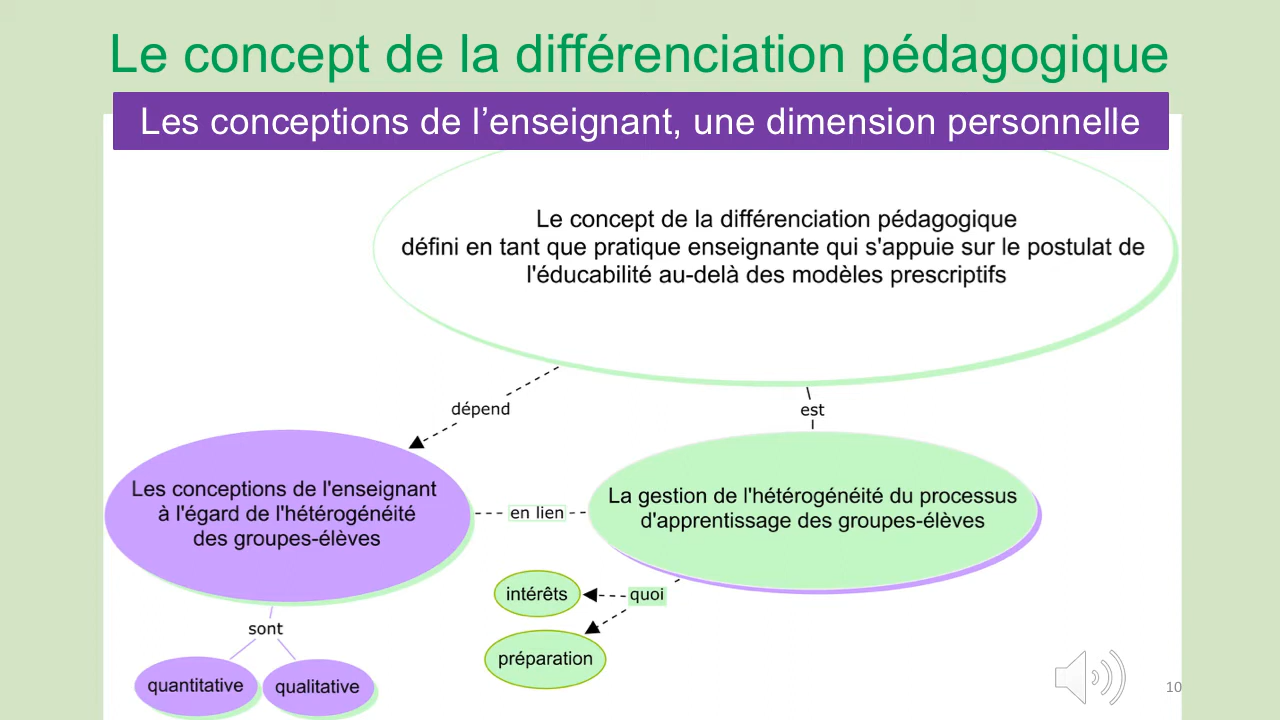 Le concept de la différenciation pédagogique
Les conceptions de l’enseignant, une dimension personnelle
Le concept de la différenciation pédagogique
défini en tant que pratique enseignante qui s'appuie sur le postulat de
l'éducabilité au-delà des modèles prescriptifs
dépend
est
Les conceptions de l'enseignant
à l'égard de l'hétérogénéité
des groupes-élèves
en lien
La gestion de l'hétérogénéité du processus
d'apprentissage des groupes-élèves
intérêts
quoi
sont
préparation
quantitative
qualitative
10